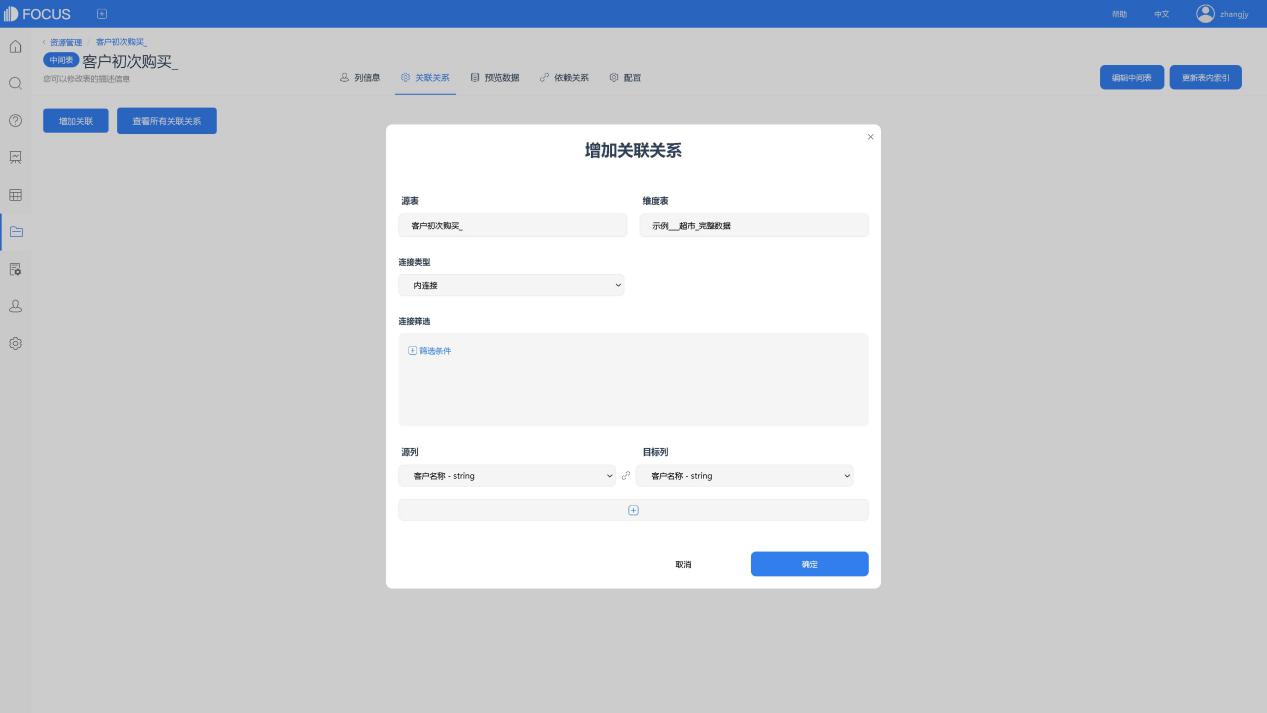 FOCUS
帮助 中文 zhangjy
资源管理 / 客户初次购买_
中间表 客户初次购买_
您可以修改表的描述信息
列信息 关联关系 预览数据 依赖关系 配置
编辑中间表 更新表内索引
增加关联 查看所有关联关系
增加关联关系
源表 维度表
客户初次购买_ 示例___超市_完整数据
连接类型
内连接
连接筛选
筛选条件
源列 目标列
客户名称 - string 客户名称 - string
取消 确定